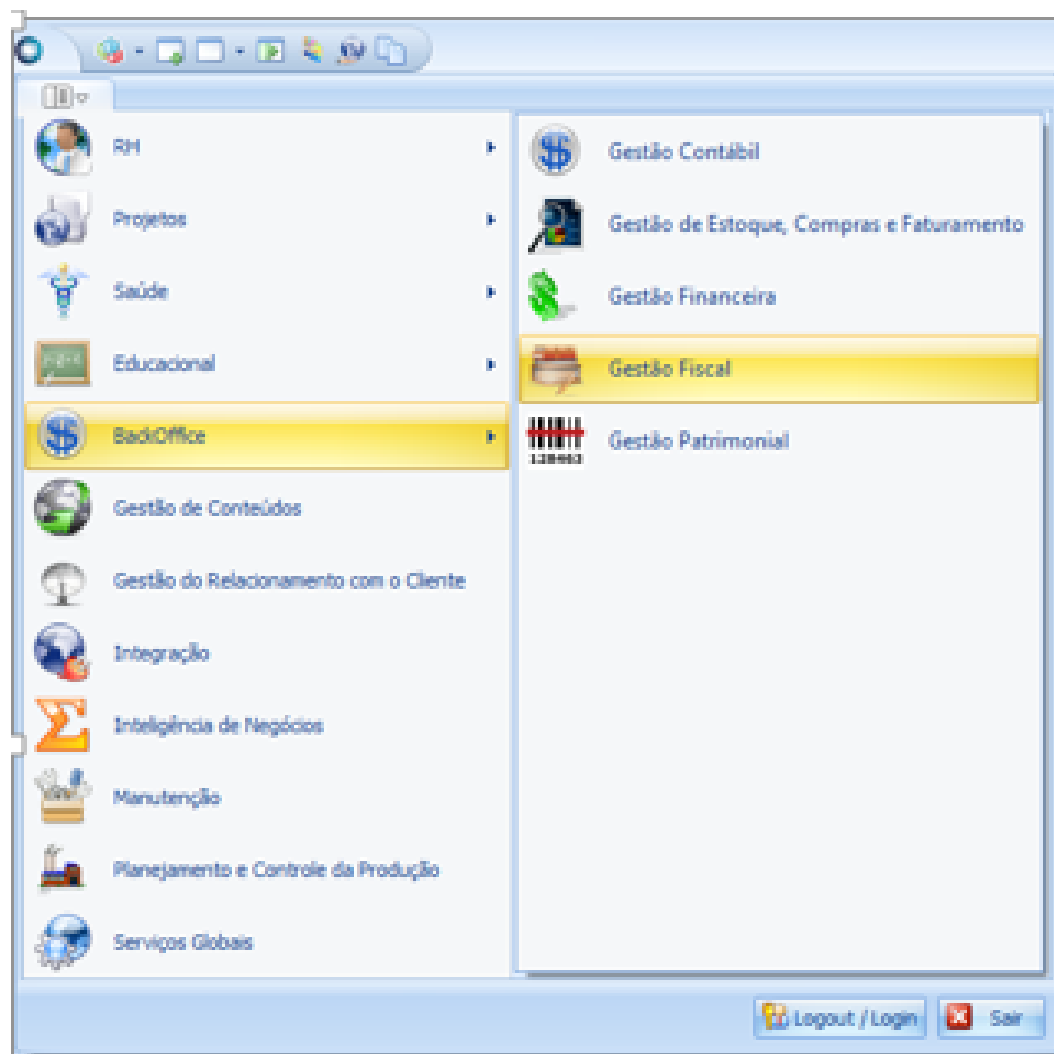 RH
Projetos
Saúde
Educacional
BackOffice
Gestão de Conteúdos
Gestão do Relacionamento com o Cliente
Integração
Inteligência de Negócios
Manutenção
Planejamento e Controle da Produção
Serviços Globais
Gestão Contábil
Gestão de Estoque, Compras e Faturamento
Gestão Financeira
Gestão Fiscal
Gestão Patrimonial
Logout / Login
Sair